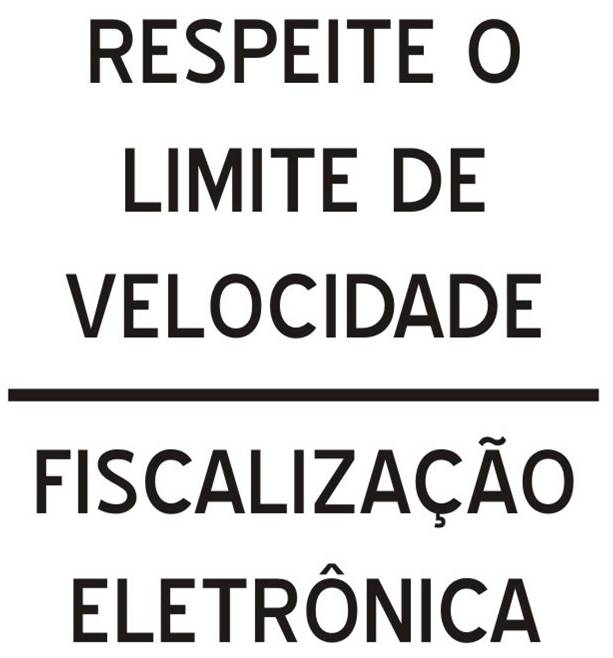 RESPEITE O
LIMITE DE
VELOCIDADE
FISCALIZAÇÃO
ELETRÔNICA